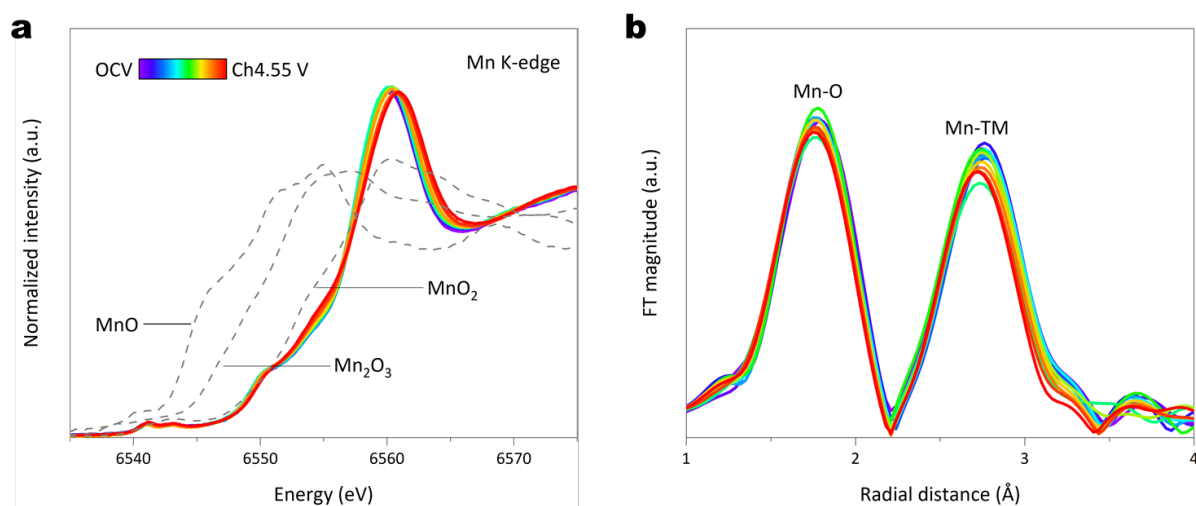 a
OCV Ch4.55 V
Mn K-edge
MnO
Mn2O3
MnO2
Normalized intensity (a.u.)
6540 6550 6560 6570
Energy (eV)
b
Mn-O
Mn-TM
FT magnitude (a.u.)
1 2 3 4
Radial distance (Å)